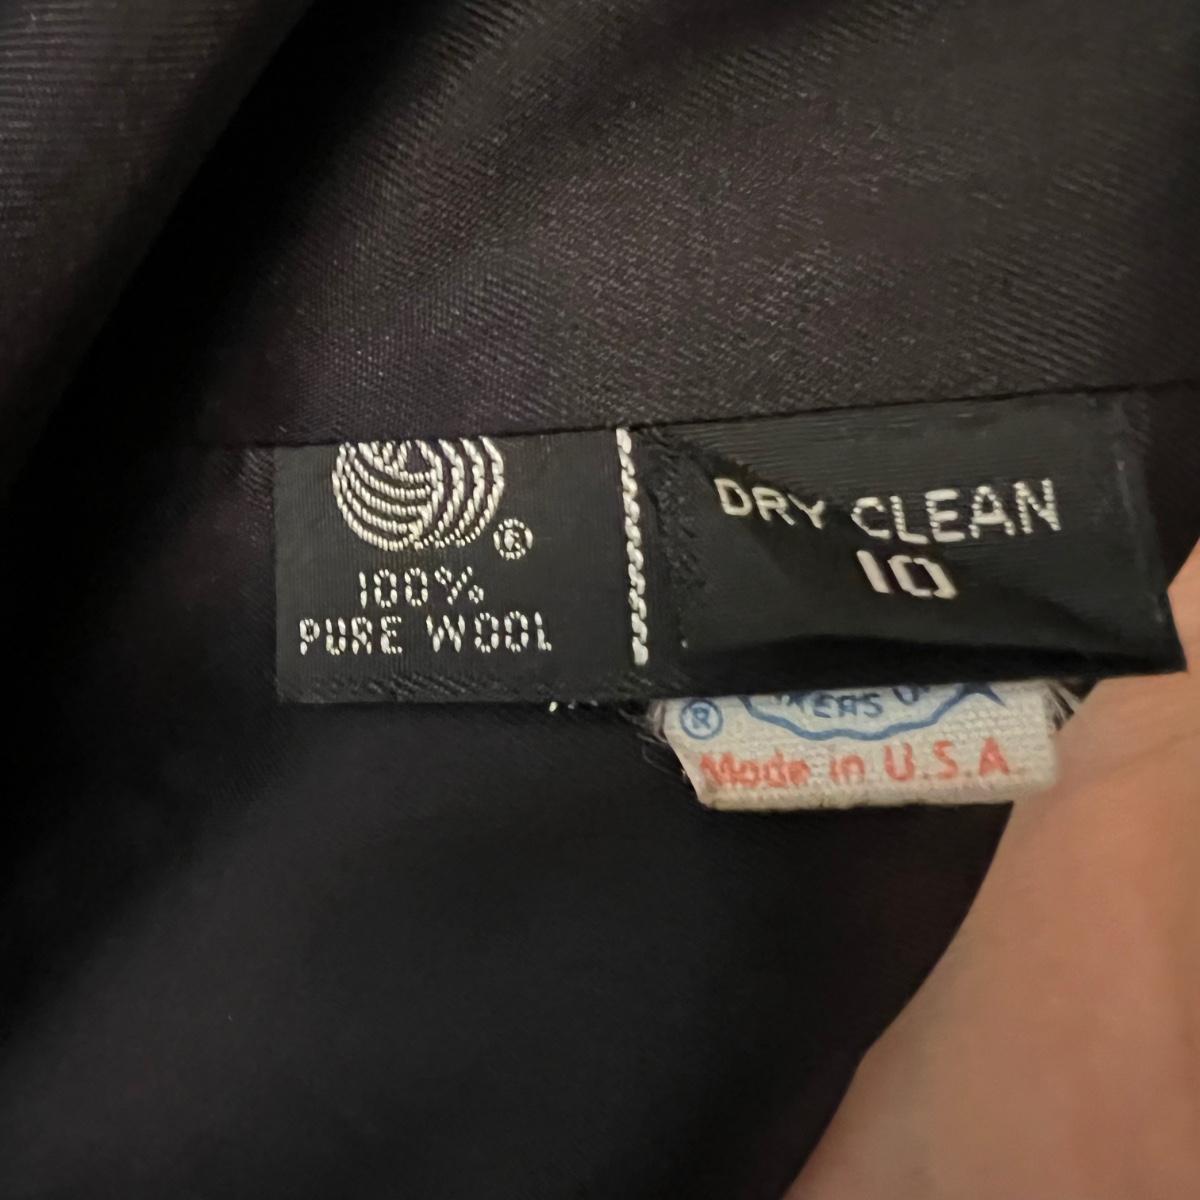 ®
100%
PURE WOOL
DRY CLEAN
10
®
Made in U.S.A.